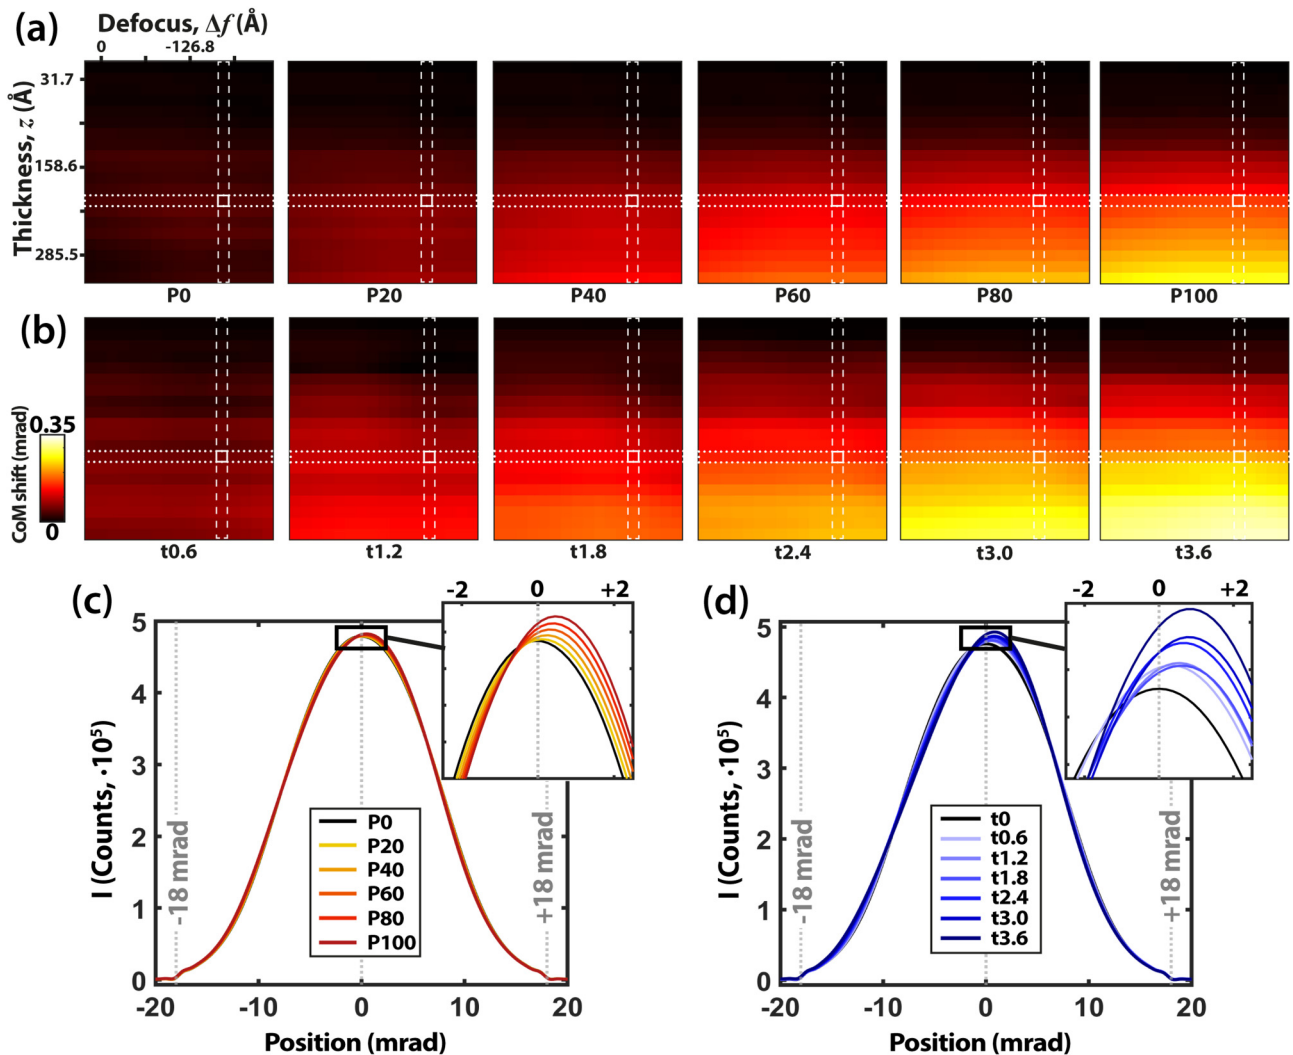 (a)
Defocus, Δf (Å)
0 -126.8
Thickness, z (Å)
31.7
158.6
285.5
P0 P20 P40 P60 P80 P100
(b)
CoM shift (mrad)
0.35
0
t0.6 t1.2 t1.8 t2.4 t3.0 t3.6
(c)
-2 0 +2
I (Counts, ·10⁵)
5
4
3
2
1
0
-18 mrad
+18 mrad
P0
P20
P40
P60
P80
P100
-20 -10 0 10 20
Position (mrad)
(d)
-2 0 +2
I (Counts, ·10⁵)
5
4
3
2
1
0
-18 mrad
+18 mrad
t0
t0.6
t1.2
t1.8
t2.4
t3.0
t3.6
-20 -10 0 10 20
Position (mrad)